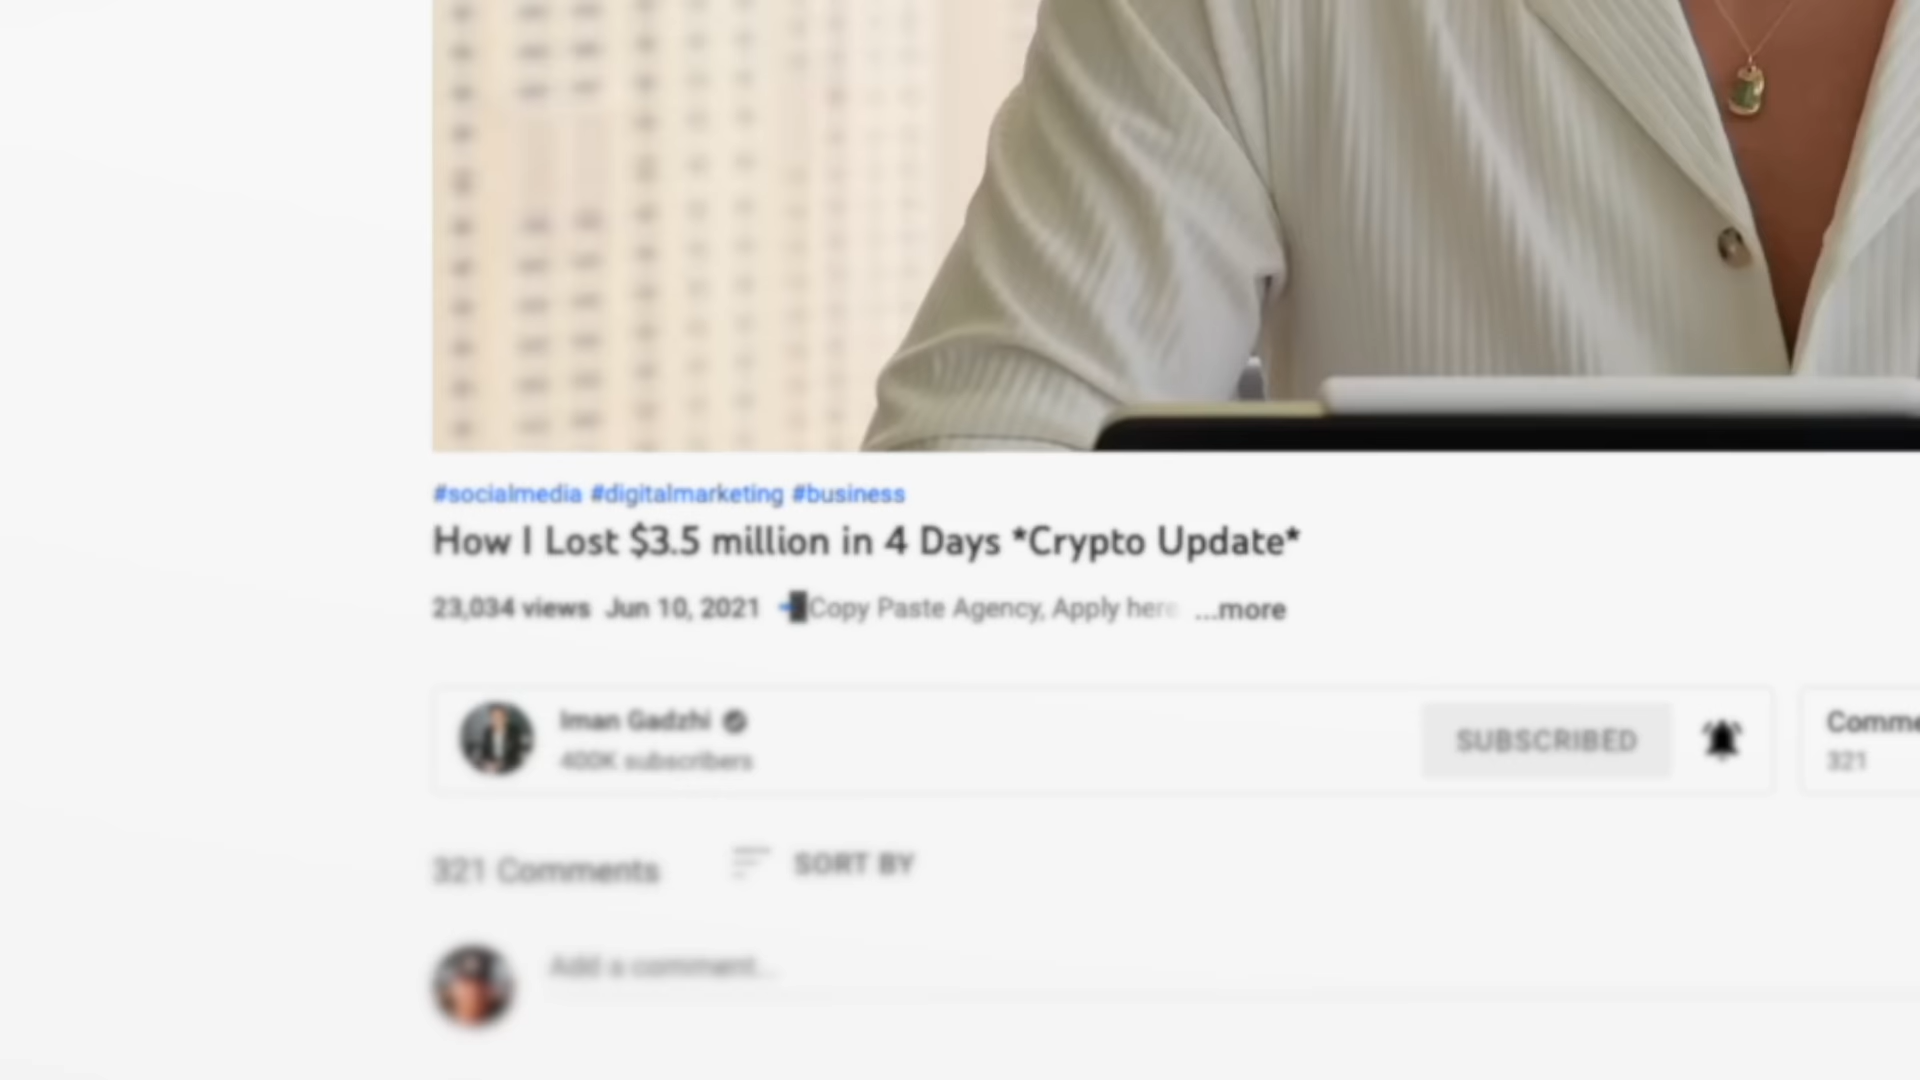 #socialmedia #digitalmarketing #business
How I Lost $3.5 million in 4 Days *Crypto Update*
23,034 views Jun 10, 2021 Copy Paste Agency, Apply here ...more
Iman Gadzhi
400K subscribers
SUBSCRIBED
Comme
321
321 Comments
SORT BY
Add a comment...